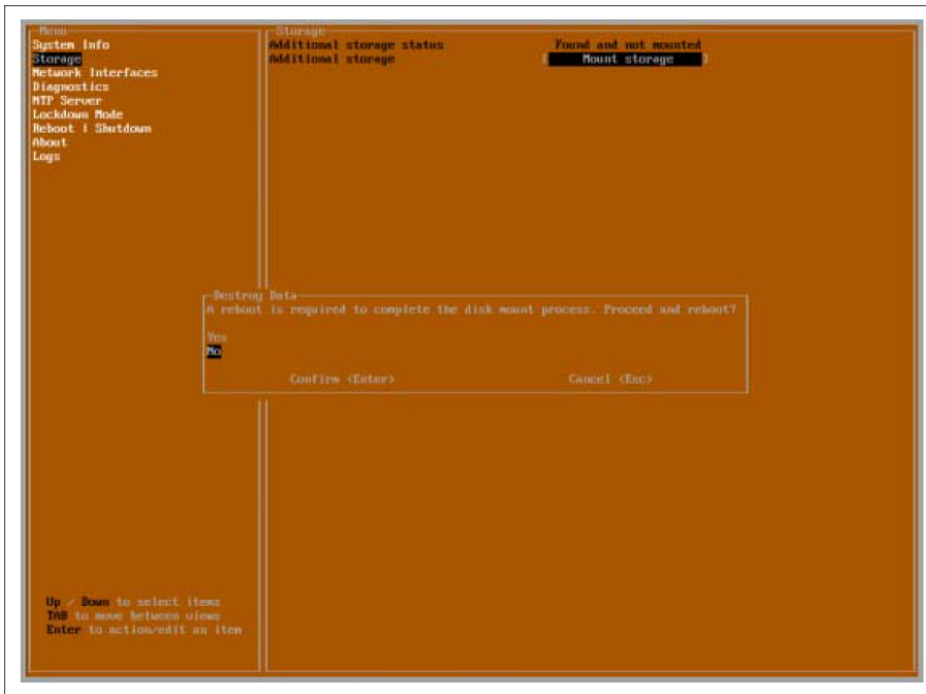 Menu
System Info
Storage
Network Interfaces
Diagnostics
NTP Server
Lockdown Mode
Reboot | Shutdown
About
Logs
Storage
Additional storage status Found and not mounted
Additional storage [ Mount storage ]
Destroy Data
A reboot is required to complete the disk mount process. Proceed and reboot?
Yes
No
Confirm <Enter> Cancel <Esc>
Up / Down to select items
TAB to move between views
Enter to action/edit an item